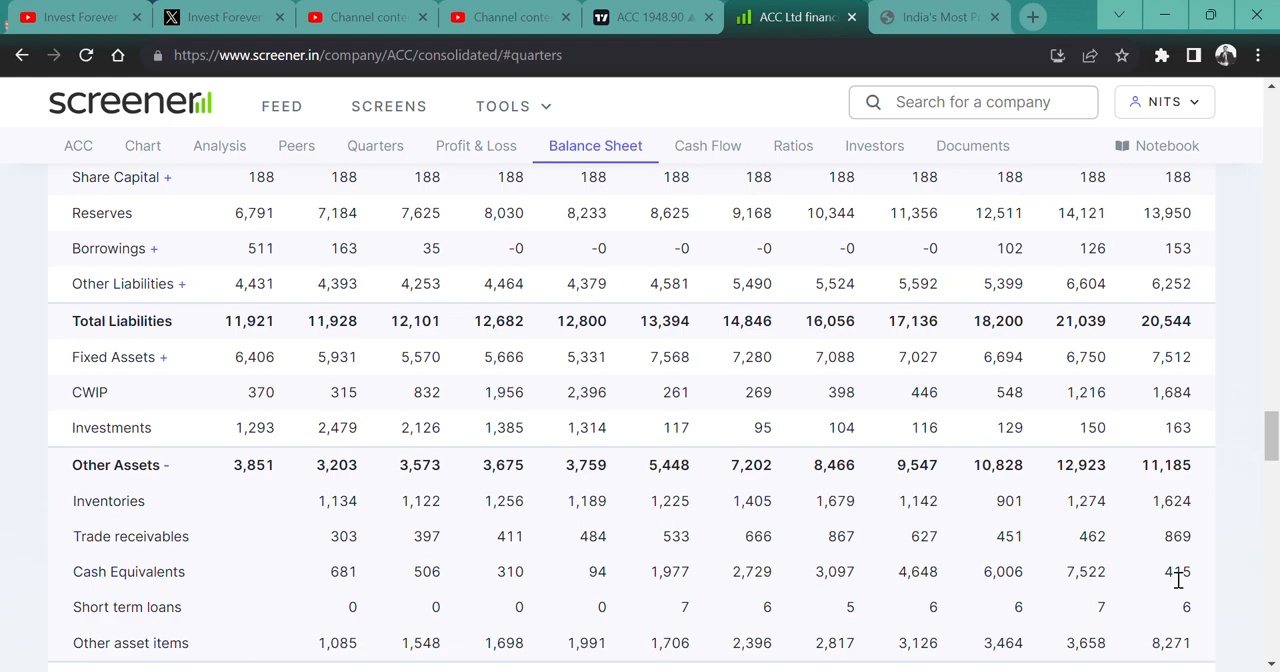 Invest Forever
Invest Forever
Channel conte
Channel conte
ACC 1948.90
ACC Ltd financ
India's Most P
https://www.screener.in/company/ACC/consolidated/#quarters
screener
FEED SCREENS TOOLS
Search for a company
NITS
ACC Chart Analysis Peers Quarters Profit & Loss Balance Sheet Cash Flow Ratios Investors Documents Notebook
Share Capital + 188 188 188 188 188 188 188 188 188 188 188 188
Reserves 6,791 7,184 7,625 8,030 8,233 8,625 9,168 10,344 11,356 12,511 14,121 13,950
Borrowings + 511 163 35 -0 -0 -0 -0 -0 -0 102 126 153
Other Liabilities + 4,431 4,393 4,253 4,464 4,379 4,581 5,490 5,524 5,592 5,399 6,604 6,252
Total Liabilities 11,921 11,928 12,101 12,682 12,800 13,394 14,846 16,056 17,136 18,200 21,039 20,544
Fixed Assets + 6,406 5,931 5,570 5,666 5,331 7,568 7,280 7,088 7,027 6,694 6,750 7,512
CWIP 370 315 832 1,956 2,396 261 269 398 446 548 1,216 1,684
Investments 1,293 2,479 2,126 1,385 1,314 117 95 104 116 129 150 163
Other Assets - 3,851 3,203 3,573 3,675 3,759 5,448 7,202 8,466 9,547 10,828 12,923 11,185
Inventories 1,134 1,122 1,256 1,189 1,225 1,405 1,679 1,142 901 1,274 1,624
Trade receivables 303 397 411 484 533 666 867 627 451 462 869
Cash Equivalents 681 506 310 94 1,977 2,729 3,097 4,648 6,006 7,522
Short term loans 0 0 0 0 7 6 5 6 6 7 6
Other asset items 1,085 1,548 1,698 1,991 1,706 2,396 2,817 3,126 3,464 3,658 8,271